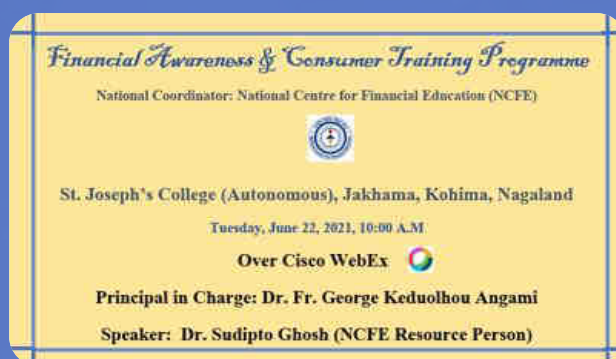 Financial Awareness & Consumer Training Programme
National Coordinator: National Centre for Financial Education (NCFE)
St. Joseph's College (Autonomous), Jakhama, Kohima, Nagaland
Tuesday, June 22, 2021, 10:00 A.M
Over Cisco WebEx
Principal in Charge: Dr. Fr. George Keduolhou Angami
Speaker: Dr. Sudipto Ghosh (NCFE Resource Person)